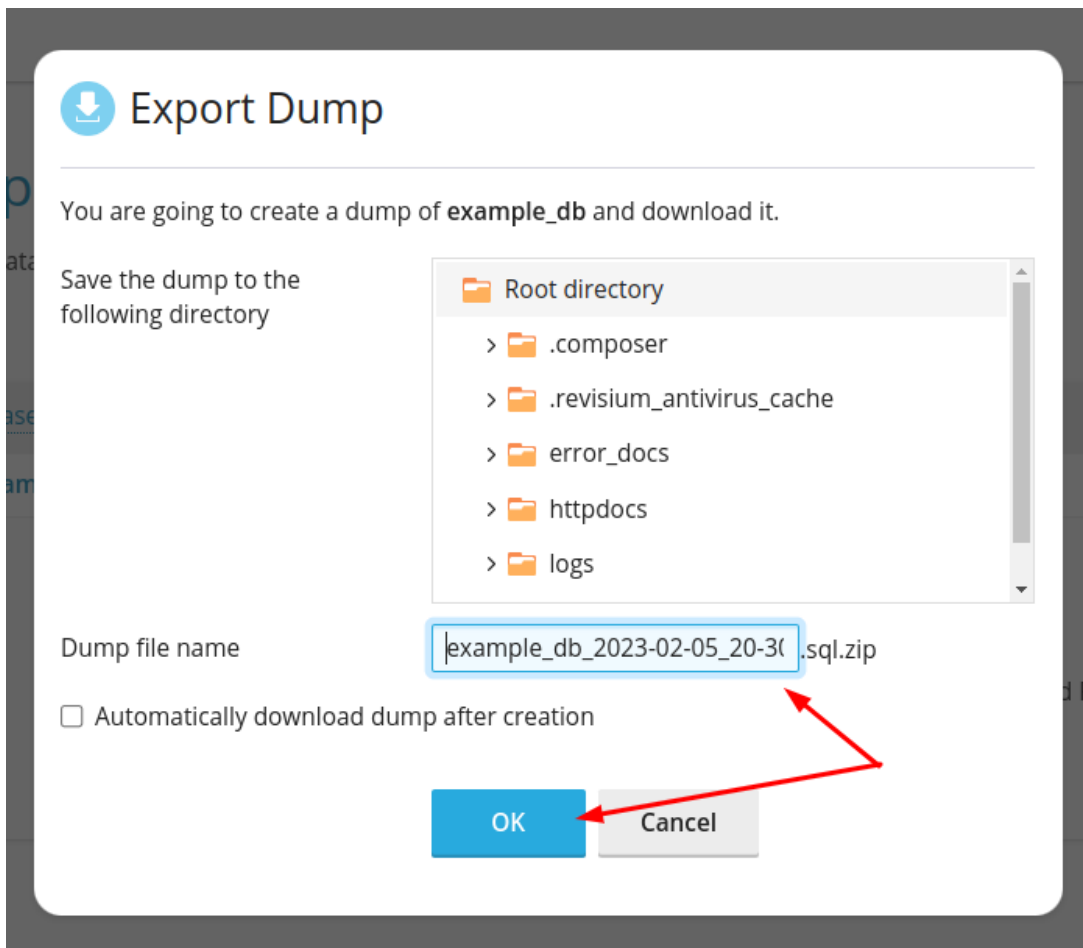 Export Dump
You are going to create a dump of example_db and download it.
Save the dump to the
following directory
Root directory
.composer
.revisium_antivirus_cache
error_docs
httpdocs
logs
Dump file name
example_db_2023-02-05_20-30
.sql.zip
Automatically download dump after creation
OK
Cancel